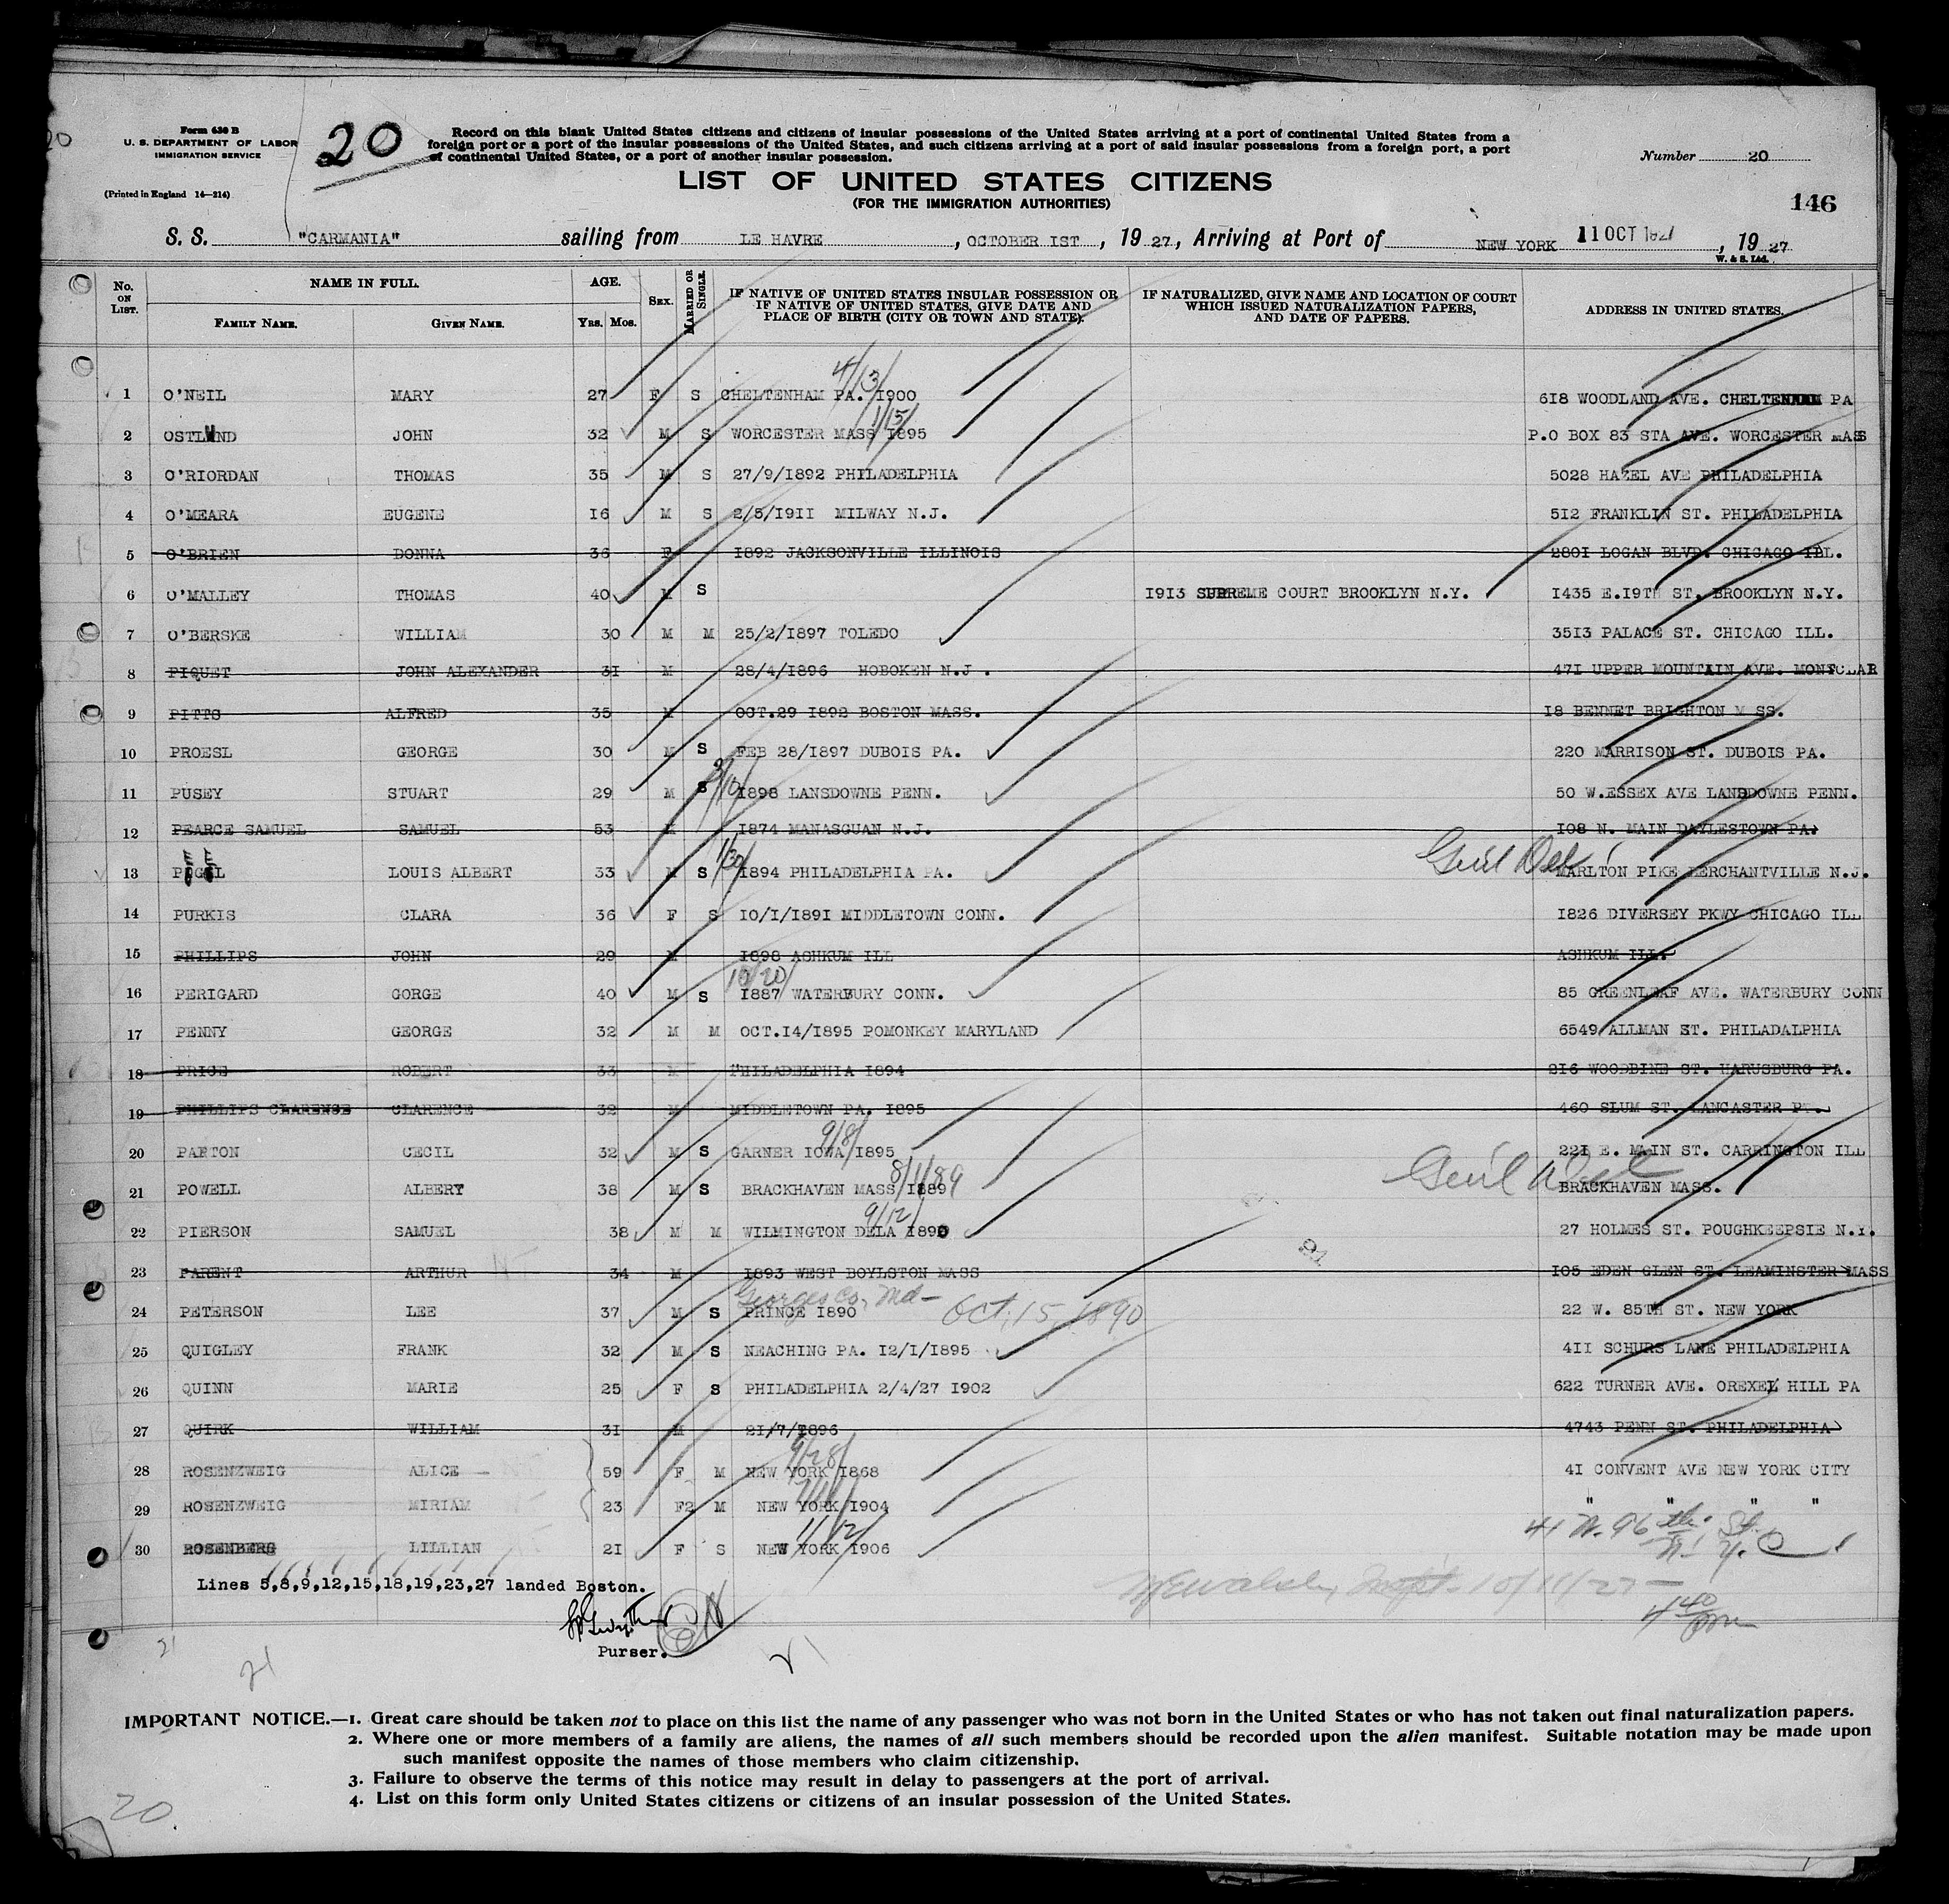 Form 630 B
U. S. DEPARTMENT OF LABOR
IMMIGRATION SERVICE
(Printed in England 14—214)
20
Record on this blank United States citizens and citizens of insular possessions of the United States arriving at a port of continental United States from a
foreign port or a port of the insular possessions of the United States, and such citizens arriving at a port of said insular possessions from a foreign port, a port
of continental United States, or a port of another insular possession.
Number 20
LIST OF UNITED STATES CITIZENS
(FOR THE IMMIGRATION AUTHORITIES)
146
S. S. "CARMANIA" sailing from LE HAVRE, OCTOBER IST, 19 27, Arriving at Port of NEW YORK 11 OCT 1927, 19 27
W. & S. Ltd.
No. ON LIST. NAME IN FULL. FAMILY NAME. GIVEN NAME. AGE. YRS. MOS. SEX. MARRIED OR SINGLE. IF NATIVE OF UNITED STATES INSULAR POSSESSION OR IF NATIVE OF UNITED STATES, GIVE DATE AND PLACE OF BIRTH (CITY OR TOWN AND STATE). IF NATURALIZED, GIVE NAME AND LOCATION OF COURT WHICH ISSUED NATURALIZATION PAPERS, AND DATE OF PAPERS. ADDRESS IN UNITED STATES.
1 O'NEIL MARY 27 F S CHELTENHAM PA. 4/3/1900 618 WOODLAND AVE. CHELTENHAM PA
2 OSTLUND JOHN 32 M S WORCESTER MASS 1/15/1895 P.O BOX 83 STA AVE. WORCESTER MASS
3 O'RIORDAN THOMAS 35 M S 27/9/1892 PHILADELPHIA 5028 HAZEL AVE PHILADELPHIA
4 O'MEARA EUGENE 16 M S 2/5/1911 MILWAY N.J. 512 FRANKLIN ST. PHILADELPHIA
5 O'BRIEN DONNA 36 F 1892 JACKSONVILLE ILLINOIS 2801 LOGAN BLVD. CHICAGO ILL.
6 O'MALLEY THOMAS 40 M S 1913 SUPREME COURT BROOKLYN N.Y. 1435 E.19TH ST. BROOKLYN N.Y.
7 O'BERSKE WILLIAM 30 M M 25/2/1897 TOLEDO 3513 PALACE ST. CHICAGO ILL.
8 PIQUET JOHN ALEXANDER 31 M 28/4/1896 HOBOKEN N.J. 471 UPPER MOUNTAIN AVE. MONTCLAR
9 PITTS ALFRED 35 M OCT.29 1892 BOSTON MASS. 18 BENNET BRIGHTON M SS.
10 PROESL GEORGE 30 M S FEB 28/1897 DUBOIS PA. 220 MARRISON ST. DUBOIS PA.
11 PUSEY STUART 29 M S 1898 LANSDOWNE PENN. 50 W.ESSEX AVE LANSDOWNE PENN.
12 PEARCE SAMUEL SAMUEL 53 M 1874 MANASGUAN N.J. 108 N. MAIN DAYLESTOWN PA.
13 PEGEL LOUIS ALBERT 33 M S 1/30/1894 PHILADELPHIA PA. MARLTON PIKE MERCHANTVILLE N.J.
14 PURKIS CLARA 36 F S 10/1/1891 MIDDLETOWN CONN. 1826 DIVERSEY PKWY CHICAGO ILL
15 PHILLIPS JOHN 29 M 1898 ASHKUM ILL ASHKUM ILL.
16 PERIGARD GORGE 40 M S 10/20/1887 WATERBURY CONN. 85 GREENLEAF AVE. WATERBURY CONN
17 PENNY GEORGE 32 M M OCT.14/1895 POMONKEY MARYLAND 6549 ALLMAN ST. PHILADALPHIA
18 PRICE ROBERT 33 M PHILADELPHIA 1894 216 WOODBINE ST. HARUSBURG PA.
19 PHILLIPS CLARENSE CLARENCE 32 M MIDDLETOWN PA. 1895 460 SLUM ST. LANCASTER
20 PARTON CECIL 32 M S GARNER IOWA 9/8/1895 221 E. MAIN ST. CARRINGTON ILL
21 POWELL ALBERT 38 M S BRACKHAVEN MASS 1889 8/1/89 BRACKHAVEN MASS.
22 PIERSON SAMUEL 38 M M WILMINGTON DELA 9/12/1890 27 HOLMES ST. POUGHKEEPSIE N.Y.
23 PARENT ARTHUR 34 M 1893 WEST BOYLSTON MASS 105 EDEN GLEN ST. LEAMINSTER MASS
24 PETERSON LEE 37 M S PRINCE 1890 Georges Co, Md- Oct, 15, 1890 22 W. 85TH ST. NEW YORK
25 QUIGLEY FRANK 32 M S NEACHING PA. 12/1/1895 411 SCHURS LANE PHILADELPHIA
26 QUINN MARIE 25 F S PHILADELPHIA 2/4/27 1902 622 TURNER AVE. OREXEL HILL PA
27 QUIRK WILLIAM 31 M 21/7/1896 4743 PENN ST. PHILADELPHIA
28 ROSENZWEIG ALICE 59 F M NEW YORK 9/28/1868 41 CONVENT AVE NEW YORK CITY
29 ROSENZWEIG MIRIAM 23 F2 M NEW YORK 1904 " " " "
30 ROSENBERG LILLIAN 21 F S NEW YORK 11/12/1906 41 W. 96th St. N.Y.C.
Lines 5,8,9,12,15,18,19,23,27 landed Boston.
10/11/27
4 40 pm
Purser.
21
21
IMPORTANT NOTICE.—1. Great care should be taken not to place on this list the name of any passenger who was not born in the United States or who has not taken out final naturalization papers.
2. Where one or more members of a family are aliens, the names of all such members should be recorded upon the alien manifest. Suitable notation may be made upon
such manifest opposite the names of those members who claim citizenship.
3. Failure to observe the terms of this notice may result in delay to passengers at the port of arrival.
4. List on this form only United States citizens or citizens of an insular possession of the United States.
20.